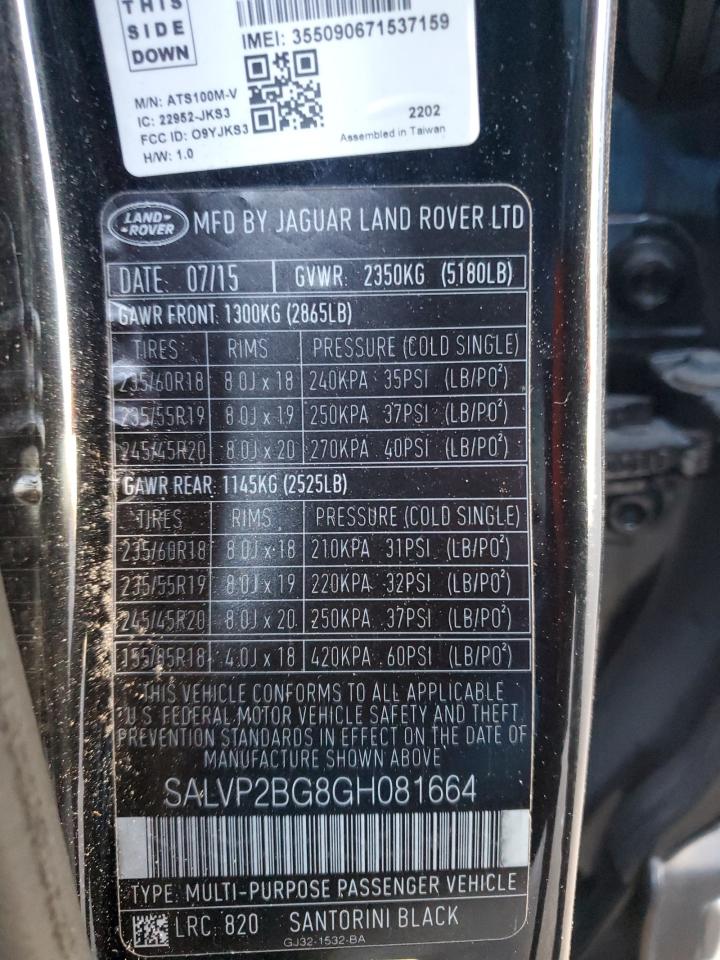 THIS
SIDE
DOWN
IMEI: 355090671537159
M/N: ATS100M-V
IC: 22952-JKS3
FCC ID: O9YJKS3
H/W: 1.0
2202
Assembled in Taiwan
LAND ROVER MFD BY JAGUAR LAND ROVER LTD
DATE: 07/15 GVWR: 2350KG (5180LB)
GAWR FRONT: 1300KG (2865LB)
TIRES RIMS PRESSURE (COLD SINGLE)
235/60R18 8.0J x 18 240KPA 35PSI (LB/PO²)
235/55R19 8.0J x 19 250KPA 37PSI (LB/PO²)
245/45R20 8.0J x 20 270KPA 40PSI (LB/PO²)
GAWR REAR: 1145KG (2525LB)
TIRES RIMS PRESSURE (COLD SINGLE)
235/60R18 8.0J x 18 210KPA 31PSI (LB/PO²)
235/55R19 8.0J x 19 220KPA 32PSI (LB/PO²)
245/45R20 8.0J x 20 250KPA 37PSI (LB/PO²)
155/85R18 4.0J x 18 420KPA 60PSI (LB/PO²)
THIS VEHICLE CONFORMS TO ALL APPLICABLE
U.S. FEDERAL MOTOR VEHICLE SAFETY AND THEFT
PREVENTION STANDARDS IN EFFECT ON THE DATE OF
MANUFACTURE SHOWN ABOVE
SALVP2BG8GH081664
TYPE: MULTI-PURPOSE PASSENGER VEHICLE
LRC: 820 SANTORINI BLACK
GJ32-1532-BA